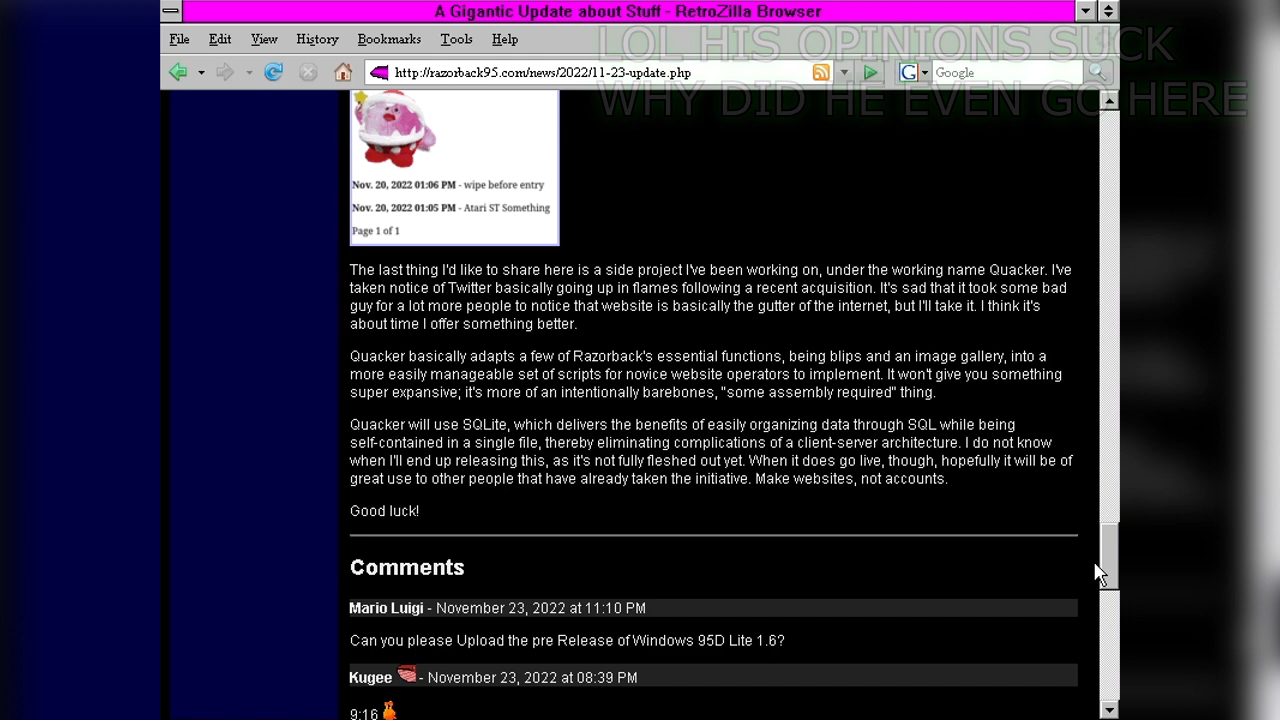 A Gigantic Update about Stuff - RetroZilla Browser
File Edit View History Bookmarks Tools Help
LOL HIS OPINIONS SUCK
WHY DID HE EVEN GO HERE
http://razorback95.com/news/2022/11-23-update.php
G Google
Nov. 20, 2022 01:06 PM - wipe before entry
Nov. 20, 2022 01:05 PM - Atari ST Something
Page 1 of 1
The last thing I'd like to share here is a side project I've been working on, under the working name Quacker. I've
taken notice of Twitter basically going up in flames following a recent acquisition. It's sad that it took some bad
guy for a lot more people to notice that website is basically the gutter of the internet, but I'll take it. I think it's
about time I offer something better.
Quacker basically adapts a few of Razorback's essential functions, being blips and an image gallery, into a
more easily manageable set of scripts for novice website operators to implement. It won't give you something
super expansive; it's more of an intentionally barebones, "some assembly required" thing.
Quacker will use SQLite, which delivers the benefits of easily organizing data through SQL while being
self-contained in a single file, thereby eliminating complications of a client-server architecture. I do not know
when I'll end up releasing this, as it's not fully fleshed out yet. When it does go live, though, hopefully it will be of
great use to other people that have already taken the initiative. Make websites, not accounts.
Good luck!
Comments
Mario Luigi - November 23, 2022 at 11:10 PM
Can you please Upload the pre Release of Windows 95D Lite 1.6?
Kugee - November 23, 2022 at 08:39 PM
9:16